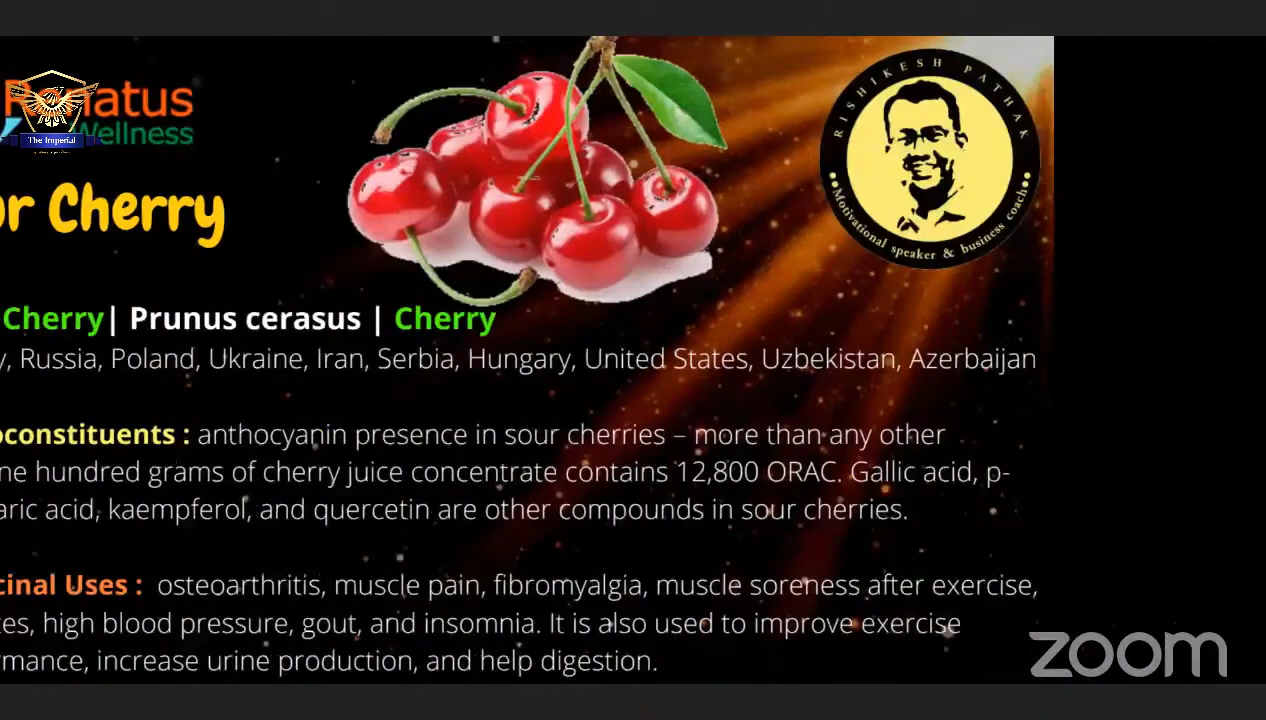 Renatus
Wellness
The Imperial
RISHIKESH PATHAK
Motivational speaker & business coach
ur Cherry
Cherry| Prunus cerasus | Cherry
y, Russia, Poland, Ukraine, Iran, Serbia, Hungary, United States, Uzbekistan, Azerbaijan
oconstituents : anthocyanin presence in sour cherries – more than any other
ne hundred grams of cherry juice concentrate contains 12,800 ORAC. Gallic acid, p-
aric acid, kaempferol, and quercetin are other compounds in sour cherries.
cinal Uses : osteoarthritis, muscle pain, fibromyalgia, muscle soreness after exercise,
tes, high blood pressure, gout, and insomnia. It is also used to improve exercise
rmance, increase urine production, and help digestion.
zoom